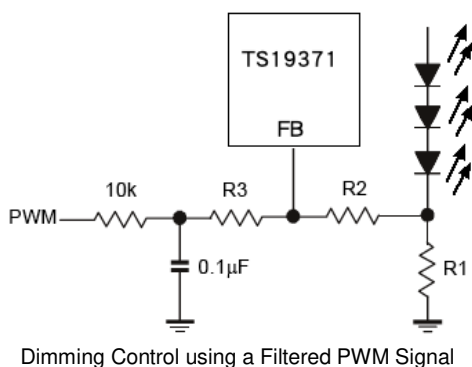 TS19371
FB
10k
R3
R2
PWM
0.1μF
R1
Dimming Control using a Filtered PWM Signal